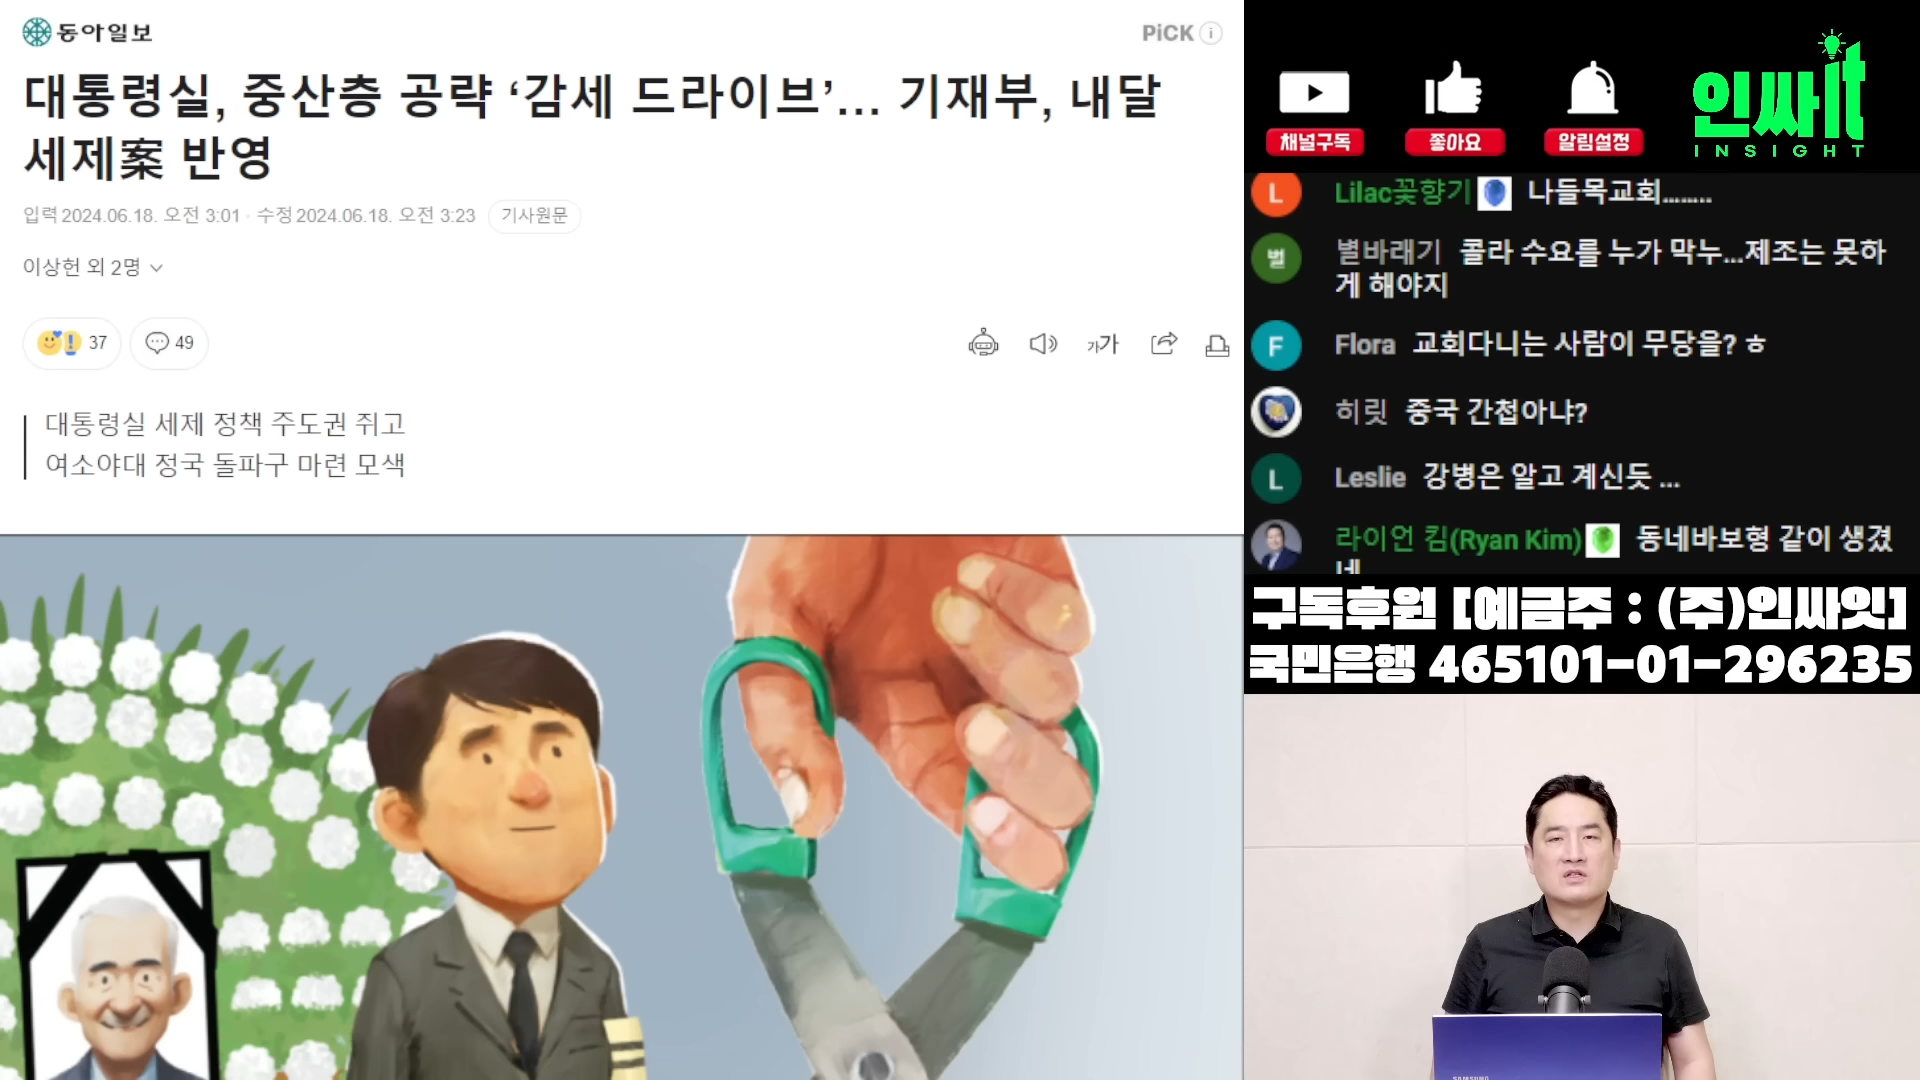 동아일보
PiCK
대통령실, 중산층 공략 ‘감세 드라이브’… 기재부, 내달
세제案 반영
입력 2024.06.18. 오전 3:01 · 수정 2024.06.18. 오전 3:23 기사원문
이상헌 외 2명
37 49
가가
대통령실 세제 정책 주도권 쥐고
여소야대 정국 돌파구 마련 모색
채널구독 좋아요 알림설정
인싸it
INSIGHT
L Lilac꽃향기 나들목교회........
별 별바래기 콜라 수요를 누가 막누...제조는 못하
게 해야지
F Flora 교회다니는 사람이 무당을? ㅎ
히릿 중국 간첩아냐?
L Leslie 강병은 알고 계신듯 ...
라이언 킴(Ryan Kim) 동네바보형 같이 생겼
네
구독후원 [예금주 : (주)인싸잇]
국민은행 465101-01-296235
SAMSUNG